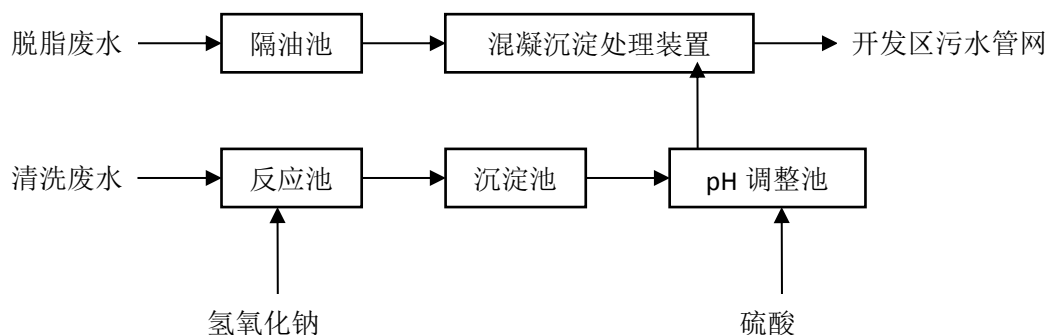 脱脂废水
隔油池
混凝沉淀处理装置
开发区污水管网
清洗废水
反应池
沉淀池
pH 调整池
氢氧化钠
硫酸